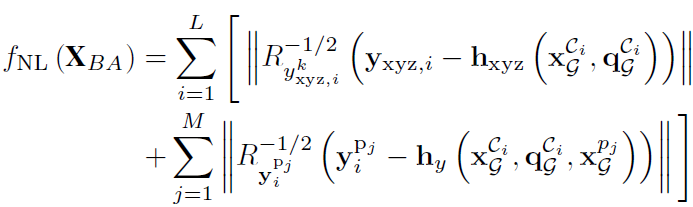 f_{\mathrm{NL}}\left(\mathbf{X}_{BA}\right) = \sum_{i=1}^{L} \left[ \left\| R_{y_{\mathrm{xyz},i}^{k}}^{-1/2} \left( \mathbf{y}_{\mathrm{xyz},i} - \mathbf{h}_{\mathrm{xyz}} \left( \mathbf{x}_{\mathcal{G}}^{\mathcal{C}_i}, \mathbf{q}_{\mathcal{G}}^{\mathcal{C}_i} \right) \right) \right\| \right.
\left. + \sum_{j=1}^{M} \left\| R_{\mathbf{y}_{i}^{\mathrm{p}_j}}^{-1/2} \left( \mathbf{y}_{i}^{\mathrm{p}_j} - \mathbf{h}_{y} \left( \mathbf{x}_{\mathcal{G}}^{\mathcal{C}_i}, \mathbf{q}_{\mathcal{G}}^{\mathcal{C}_i}, \mathbf{x}_{\mathcal{G}}^{p_j} \right) \right) \right\| \right]